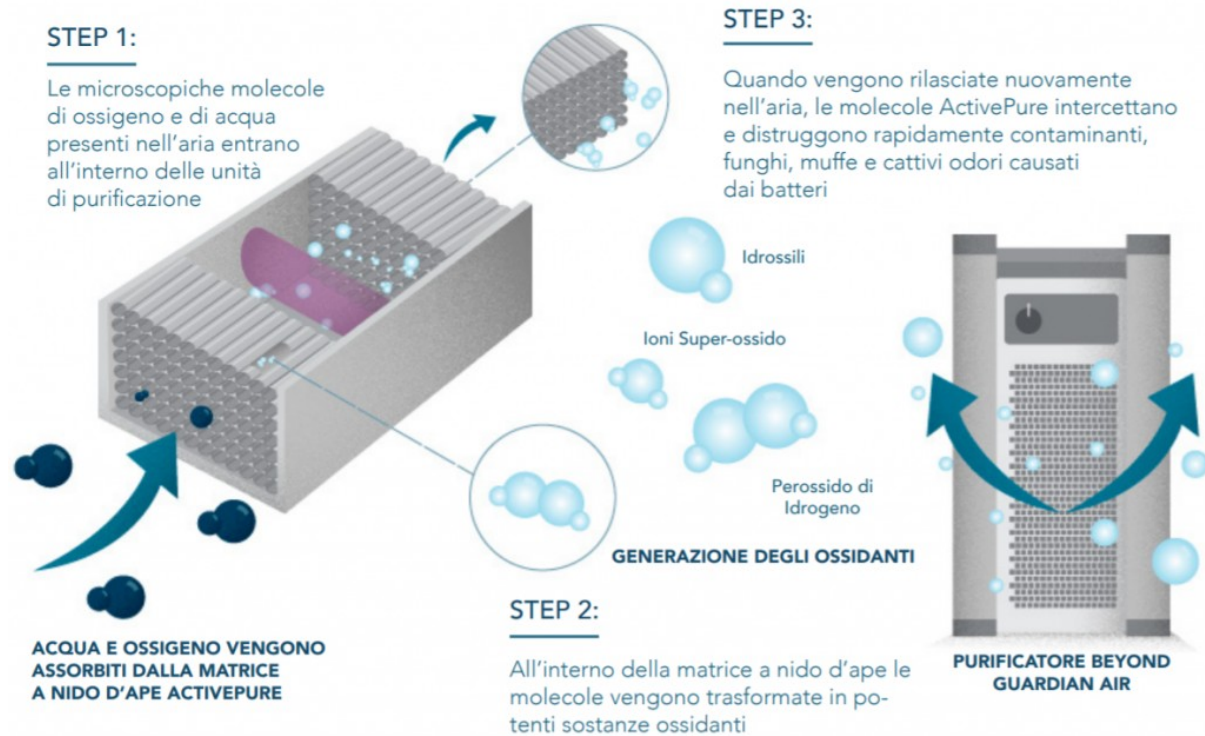 STEP 1:
Le microscopiche molecole
di ossigeno e di acqua
presenti nell'aria entrano
all'interno delle unità
di purificazione
STEP 3:
Quando vengono rilasciate nuovamente
nell'aria, le molecole ActivePure intercettano
e distruggono rapidamente contaminanti,
funghi, muffe e cattivi odori causati
dai batteri
Idrossili
Ioni Super-ossido
Perossido di
Idrogeno
GENERAZIONE DEGLI OSSIDANTI
ACQUA E OSSIGENO VENGONO
ASSORBITI DALLA MATRICE
A NIDO D'APE ACTIVEPURE
STEP 2:
All'interno della matrice a nido d'ape le
molecole vengono trasformate in po-
tenti sostanze ossidanti
PURIFICATORE BEYOND
GUARDIAN AIR